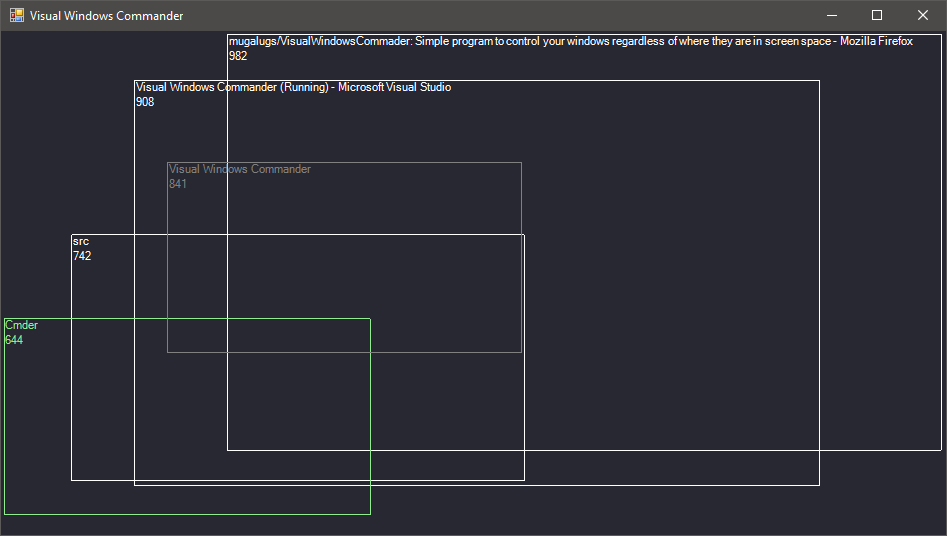 Visual Windows Commander
mugalugs/VisualWindowsCommader: Simple program to control your windows regardless of where they are in screen space - Mozilla Firefox
982
Visual Windows Commander (Running) - Microsoft Visual Studio
908
Visual Windows Commander
841
src
742
Cmder
644